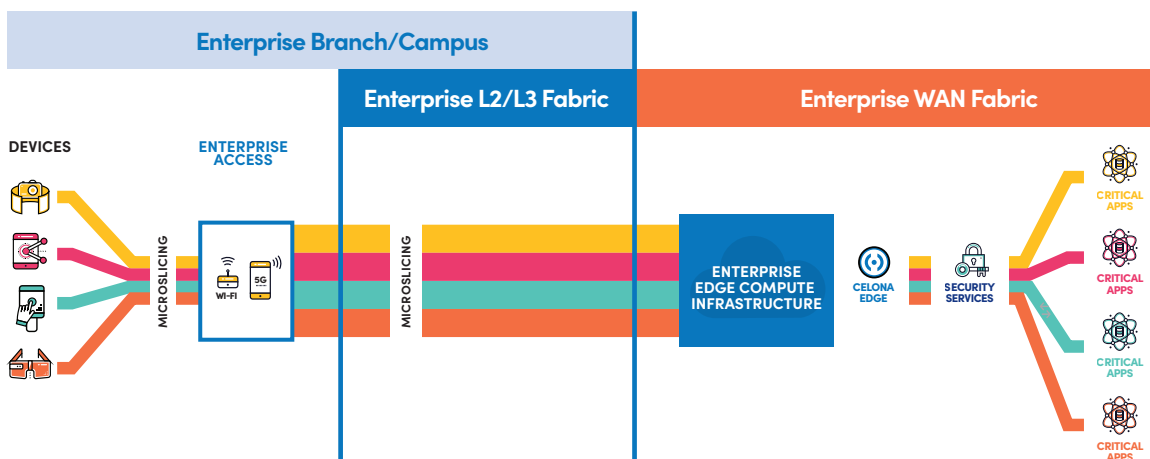 Enterprise Branch/Campus
Enterprise L2/L3 Fabric
Enterprise WAN Fabric
DEVICES
ENTERPRISE
ACCESS
MICROSLICING
WI-FI
5G
MICROSLICING
ENTERPRISE
EDGE COMPUTE
INFRASTRUCTURE
CELONA
EDGE
SECURITY
SERVICES
CRITICAL
APPS
CRITICAL
APPS
CRITICAL
APPS
CRITICAL
APPS